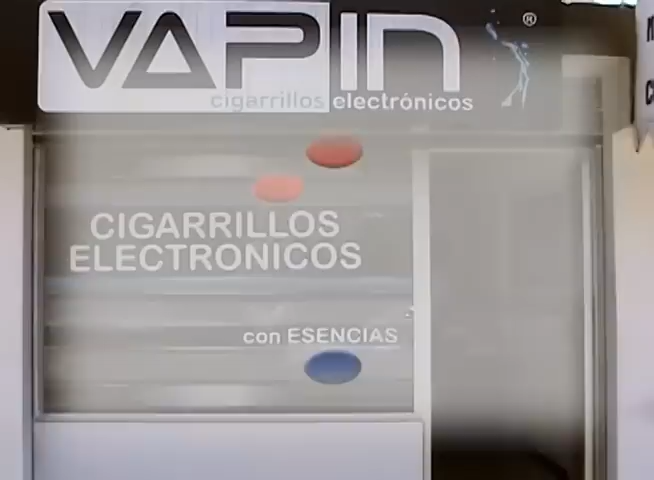 VAPIN ®
cigarrillos electrónicos
CIGARRILLOS
ELECTRONICOS
con ESENCIAS